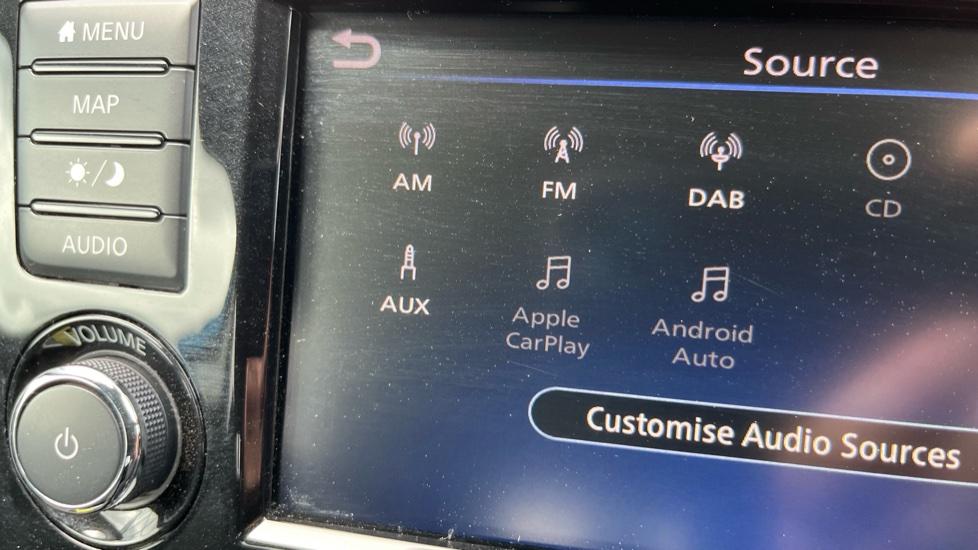 MENU
MAP
AUDIO
VOLUME
Source
AM
FM
DAB
CD
AUX
Apple
CarPlay
Android
Auto
Customise Audio Sources